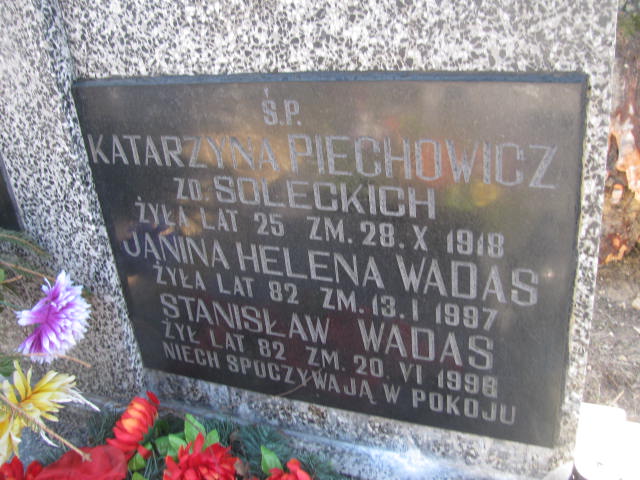 Ś.P.
KATARZYNA PIECHOWICZ
ZD. SOLECKICH
ŻYŁA LAT 25 ZM. 28. X 1918
JANINA HELENA WADAS
ŻYŁA LAT 82 ZM. 13. I 1997
STANISŁAW WADAS
ŻYŁ LAT 82 ZM. 20. VI 1998
NIECH SPOCZYWAJĄ W POKOJU